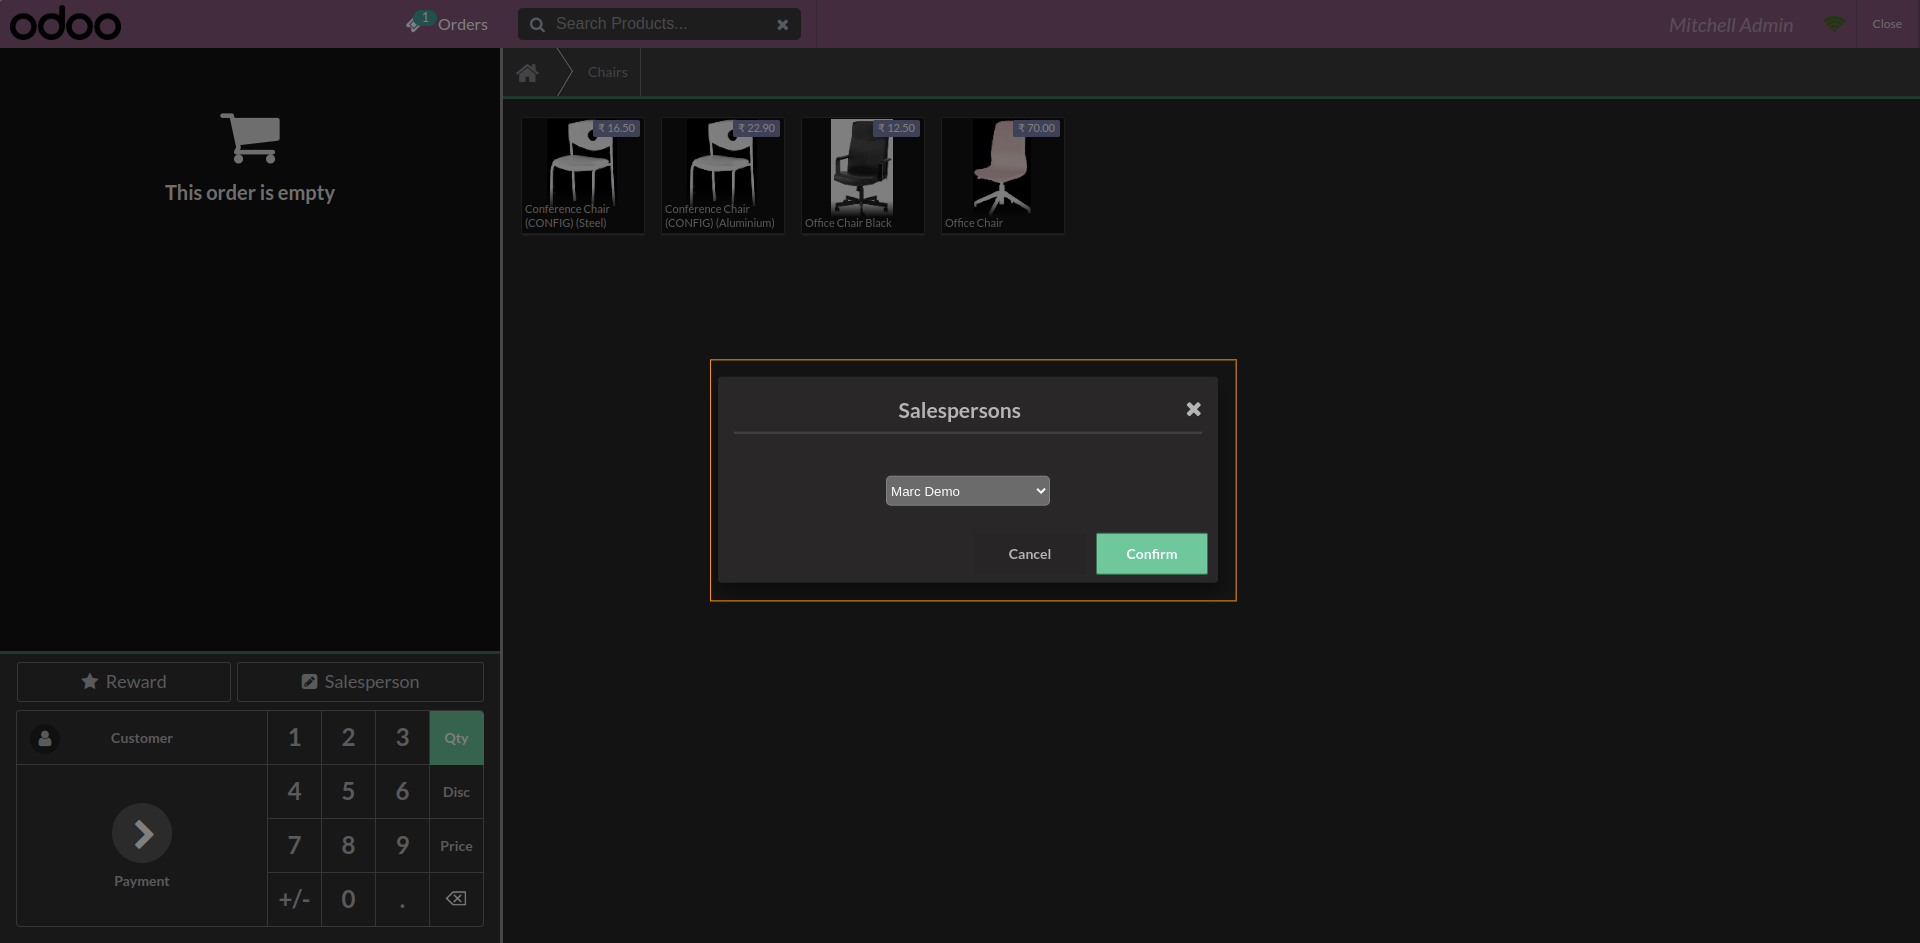 odoo
1
Orders
Search Products...
Mitchell Admin
Close
Chairs
This order is empty
₹ 16.50
Conference Chair
(CONFIG) (Steel)
₹ 22.90
Conference Chair
(CONFIG) (Aluminium)
₹ 12.50
Office Chair Black
₹ 70.00
Office Chair
Salespersons
Marc Demo
Cancel
Confirm
Reward
Salesperson
Customer
1 2 3 Qty
4 5 6 Disc
7 8 9 Price
+/- 0 .
Payment